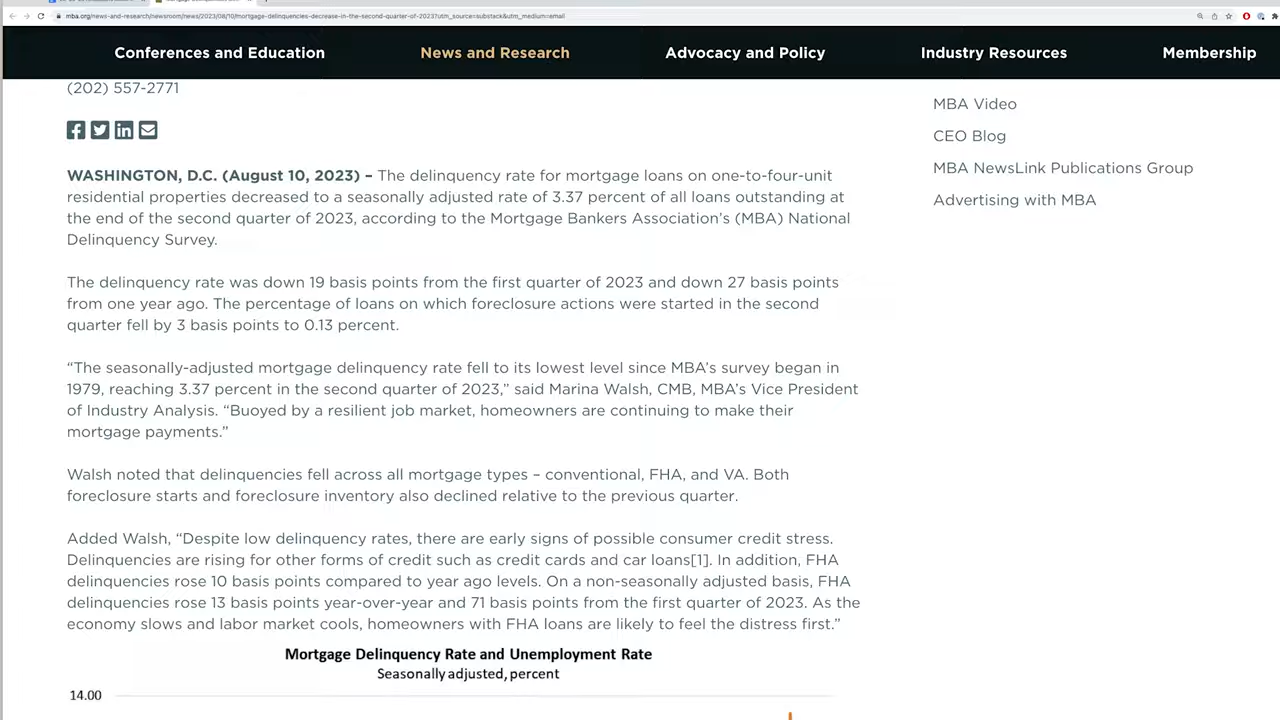 mba.org/news-and-research/newsroom/news/2023/08/10/mortgage-delinquencies-decrease-in-the-second-quarter-of-2023?utm_source=substack&utm_medium=email
Conferences and Education
News and Research
Advocacy and Policy
Industry Resources
Membership
(202) 557-2771
WASHINGTON, D.C. (August 10, 2023) – The delinquency rate for mortgage loans on one-to-four-unit
residential properties decreased to a seasonally adjusted rate of 3.37 percent of all loans outstanding at
the end of the second quarter of 2023, according to the Mortgage Bankers Association’s (MBA) National
Delinquency Survey.
The delinquency rate was down 19 basis points from the first quarter of 2023 and down 27 basis points
from one year ago. The percentage of loans on which foreclosure actions were started in the second
quarter fell by 3 basis points to 0.13 percent.
“The seasonally-adjusted mortgage delinquency rate fell to its lowest level since MBA’s survey began in
1979, reaching 3.37 percent in the second quarter of 2023,” said Marina Walsh, CMB, MBA’s Vice President
of Industry Analysis. “Buoyed by a resilient job market, homeowners are continuing to make their
mortgage payments.”
Walsh noted that delinquencies fell across all mortgage types – conventional, FHA, and VA. Both
foreclosure starts and foreclosure inventory also declined relative to the previous quarter.
Added Walsh, “Despite low delinquency rates, there are early signs of possible consumer credit stress.
Delinquencies are rising for other forms of credit such as credit cards and car loans[1]. In addition, FHA
delinquencies rose 10 basis points compared to year ago levels. On a non-seasonally adjusted basis, FHA
delinquencies rose 13 basis points year-over-year and 71 basis points from the first quarter of 2023. As the
economy slows and labor market cools, homeowners with FHA loans are likely to feel the distress first.”
Mortgage Delinquency Rate and Unemployment Rate
Seasonally adjusted, percent
14.00
MBA Video
CEO Blog
MBA NewsLink Publications Group
Advertising with MBA